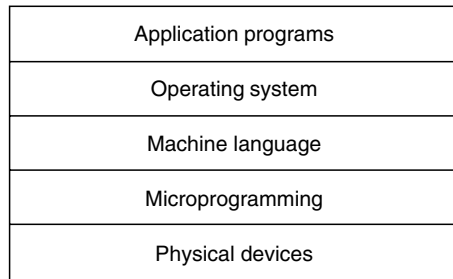 Application programs
Operating system
Machine language
Microprogramming
Physical devices